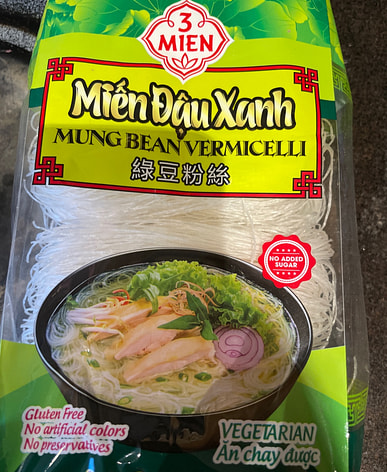 3
MIEN
Miến Đậu Xanh
MUNG BEAN VERMICELLI
綠豆粉絲
NO ADDED
SUGAR
Gluten Free
No artificial colors
No preservatives
VEGETARIAN
Ăn chay được